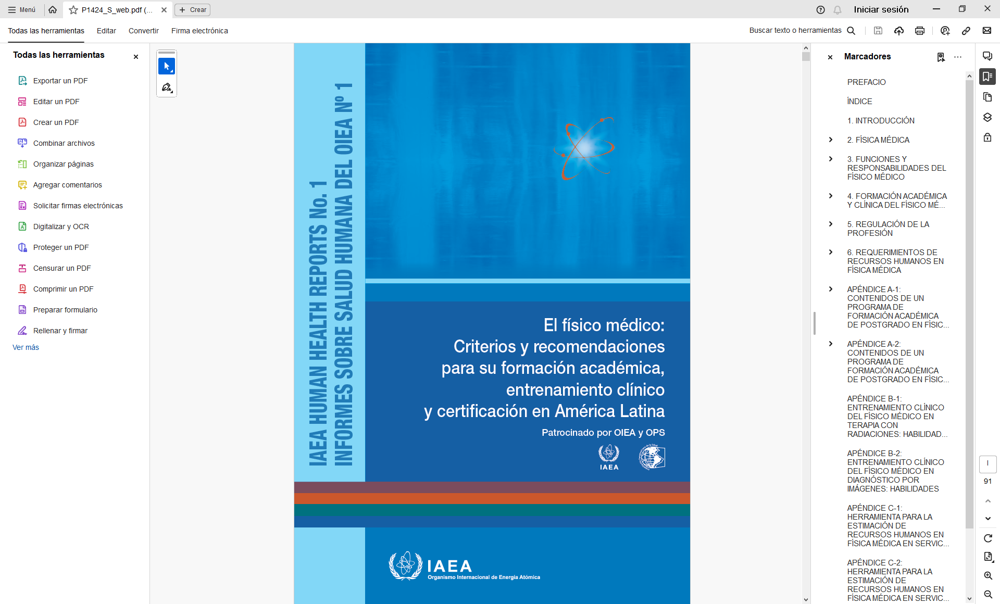 Menú
P1424_S_web.pdf (...
Crear
Iniciar sesión
Todas las herramientas
Editar
Convertir
Firma electrónica
Buscar texto o herramientas
Todas las herramientas
Exportar un PDF
Editar un PDF
Crear un PDF
Combinar archivos
Organizar páginas
Agregar comentarios
Solicitar firmas electrónicas
Digitalizar y OCR
Proteger un PDF
Censurar un PDF
Comprimir un PDF
Preparar formulario
Rellenar y firmar
Ver más
IAEA HUMAN HEALTH REPORTS No. 1
INFORMES SOBRE SALUD HUMANA DEL OIEA Nº 1
El físico médico:
Criterios y recomendaciones
para su formación académica,
entrenamiento clínico
y certificación en América Latina
Patrocinado por OIEA y OPS
IAEA
IAEA
Organismo Internacional de Energía Atómica
Marcadores
PREFACIO
ÍNDICE
1. INTRODUCCIÓN
2. FÍSICA MÉDICA
3. FUNCIONES Y
RESPONSABILIDADES DEL
FÍSICO MÉDICO
4. FORMACIÓN ACADÉMICA
Y CLÍNICA DEL FÍSICO MÉ...
5. REGULACIÓN DE LA
PROFESIÓN
6. REQUERIMIENTOS DE
RECURSOS HUMANOS EN
FÍSICA MÉDICA
APÉNDICE A-1:
CONTENIDOS DE UN
PROGRAMA DE
FORMACIÓN ACADÉMICA
DE POSTGRADO EN FÍSIC...
APÉNDICE A-2:
CONTENIDOS DE UN
PROGRAMA DE
FORMACIÓN ACADÉMICA
DE POSTGRADO EN FÍSIC...
APÉNDICE B-1:
ENTRENAMIENTO CLÍNICO
DEL FÍSICO MÉDICO EN
TERAPIA CON
RADIACIONES: HABILIDAD...
APÉNDICE B-2:
ENTRENAMIENTO CLÍNICO
DEL FÍSICO MÉDICO EN
DIAGNÓSTICO POR
IMÁGENES: HABILIDADES
APÉNDICE C-1:
HERRAMIENTA PARA LA
ESTIMACIÓN DE
RECURSOS HUMANOS EN
FÍSICA MÉDICA EN SERVIC...
APÉNDICE C-2:
HERRAMIENTA PARA LA
ESTIMACIÓN DE
RECURSOS HUMANOS EN
FÍSICA MÉDICA EN SERVIC...
I
91